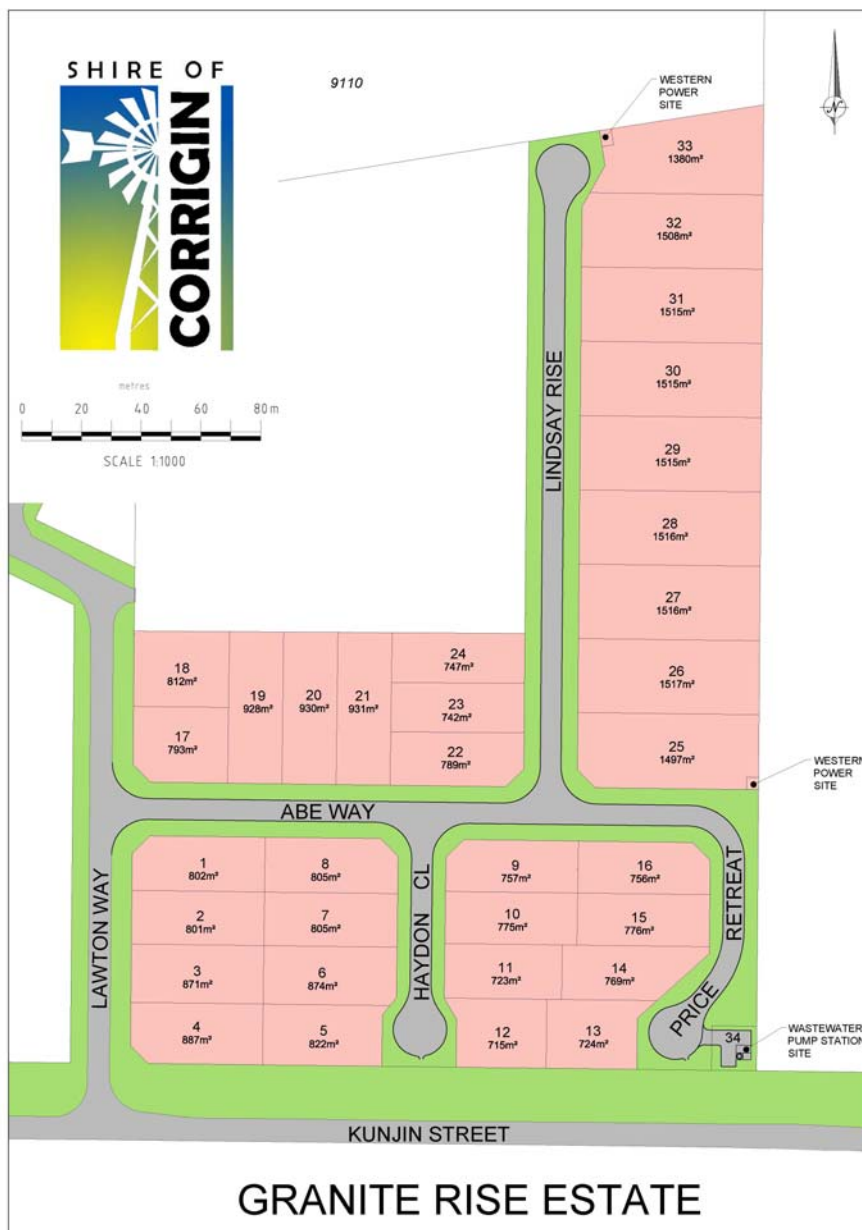 SHIRE OF
CORRIGIN
9110
WESTERN
POWER
SITE
N
metres
0 20 40 60 80 m
SCALE 1:1000
33
1380m²
32
1508m²
31
1515m²
30
1515m²
29
1515m²
28
1516m²
27
1516m²
26
1517m²
25
1497m²
LINDSAY RISE
WESTERN
POWER
SITE
18
812m²
17
793m²
19
928m²
20
930m²
21
931m²
24
747m²
23
742m²
22
789m²
ABE WAY
LAWTON WAY
1
802m²
8
805m²
2
801m²
7
805m²
3
871m²
6
874m²
4
887m²
5
822m²
HAYDON CL
9
757m²
16
756m²
10
775m²
15
776m²
11
723m²
14
769m²
12
715m²
13
724m²
PRICE RETREAT
34
WASTEWATER
PUMP STATION
SITE
KUNJIN STREET
GRANITE RISE ESTATE